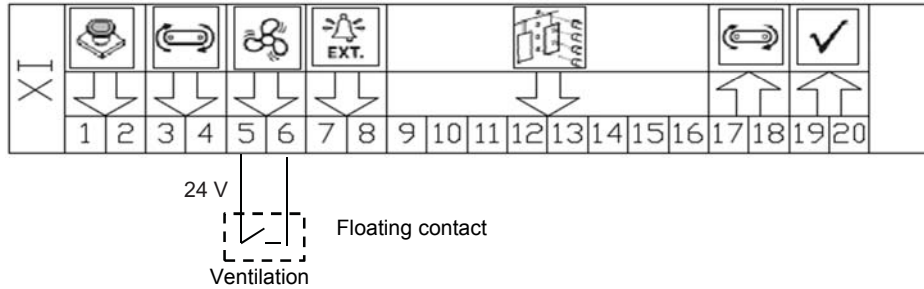 EXT.
XI
1 2 3 4 5 6 7 8 9 10 11 12 13 14 15 16 17 18 19 20
24 V
Floating contact
Ventilation